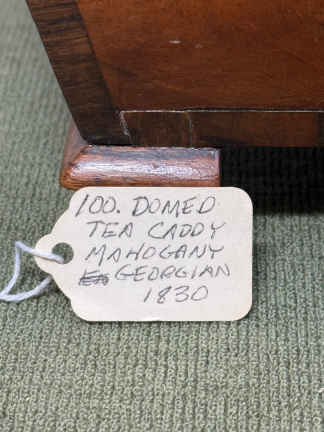 100. DOMED
TEA CADDY
MAHOGANY
GEORGIAN
1830